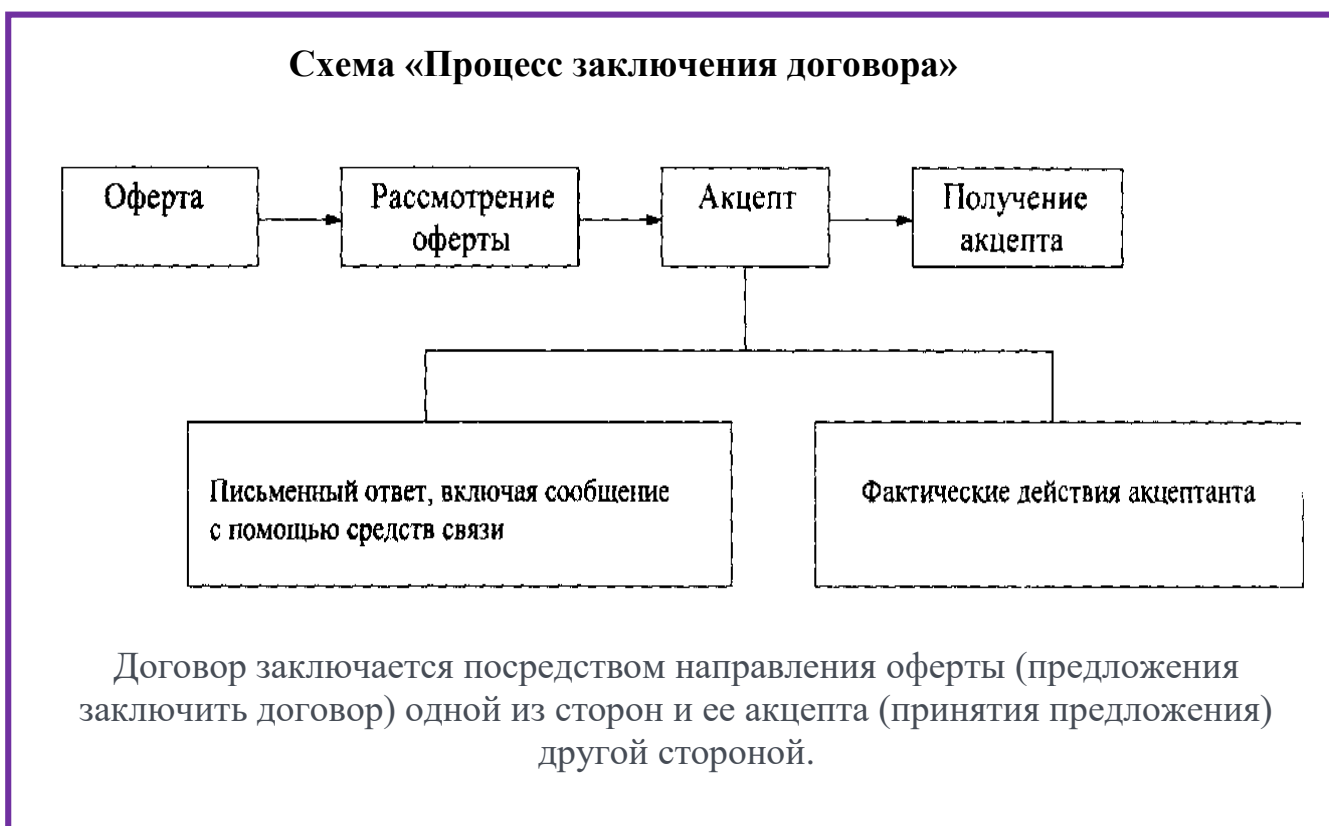 Схема «Процесс заключения договора»
Оферта
Рассмотрение
оферты
Акцепт
Получение
акцепта
Письменный ответ, включая сообщение
с помощью средств связи
Фактические действия акцептанта
Договор заключается посредством направления оферты (предложения
заключить договор) одной из сторон и ее акцепта (принятия предложения)
другой стороной.